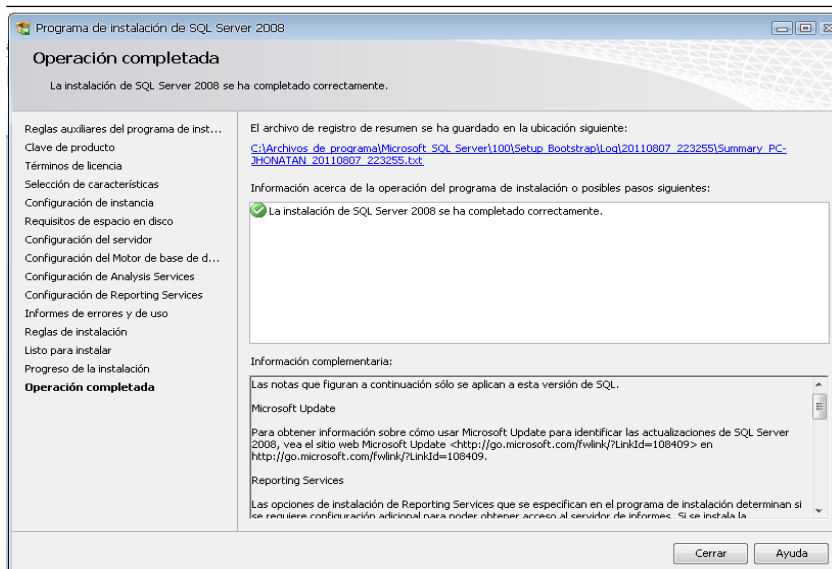 Programa de instalación de SQL Server 2008
Operación completada
La instalación de SQL Server 2008 se ha completado correctamente.
Reglas auxiliares del programa de inst...
Clave de producto
Términos de licencia
Selección de características
Configuración de instancia
Requisitos de espacio en disco
Configuración del servidor
Configuración del Motor de base de d...
Configuración de Analysis Services
Configuración de Reporting Services
Informes de errores y de uso
Reglas de instalación
Listo para instalar
Progreso de la instalación
Operación completada
El archivo de registro de resumen se ha guardado en la ubicación siguiente:
C:\Archivos de programa\Microsoft SQL Server\100\Setup Bootstrap\Log\20110807_223255\Summary_PC-
JHONATAN_20110807_223255.txt
Información acerca de la operación del programa de instalación o posibles pasos siguientes:
La instalación de SQL Server 2008 se ha completado correctamente.
Información complementaria:
Las notas que figuran a continuación sólo se aplican a esta versión de SQL.
Microsoft Update
Para obtener información sobre cómo usar Microsoft Update para identificar las actualizaciones de SQL Server
2008, vea el sitio web Microsoft Update <http://go.microsoft.com/fwlink/?LinkId=108409> en
http://go.microsoft.com/fwlink/?LinkId=108409.
Reporting Services
Las opciones de instalación de Reporting Services que se especifican en el programa de instalación determinan si
se requiere configuración adicional para poder obtener acceso al servidor de informes. Si se instala la
Cerrar
Ayuda